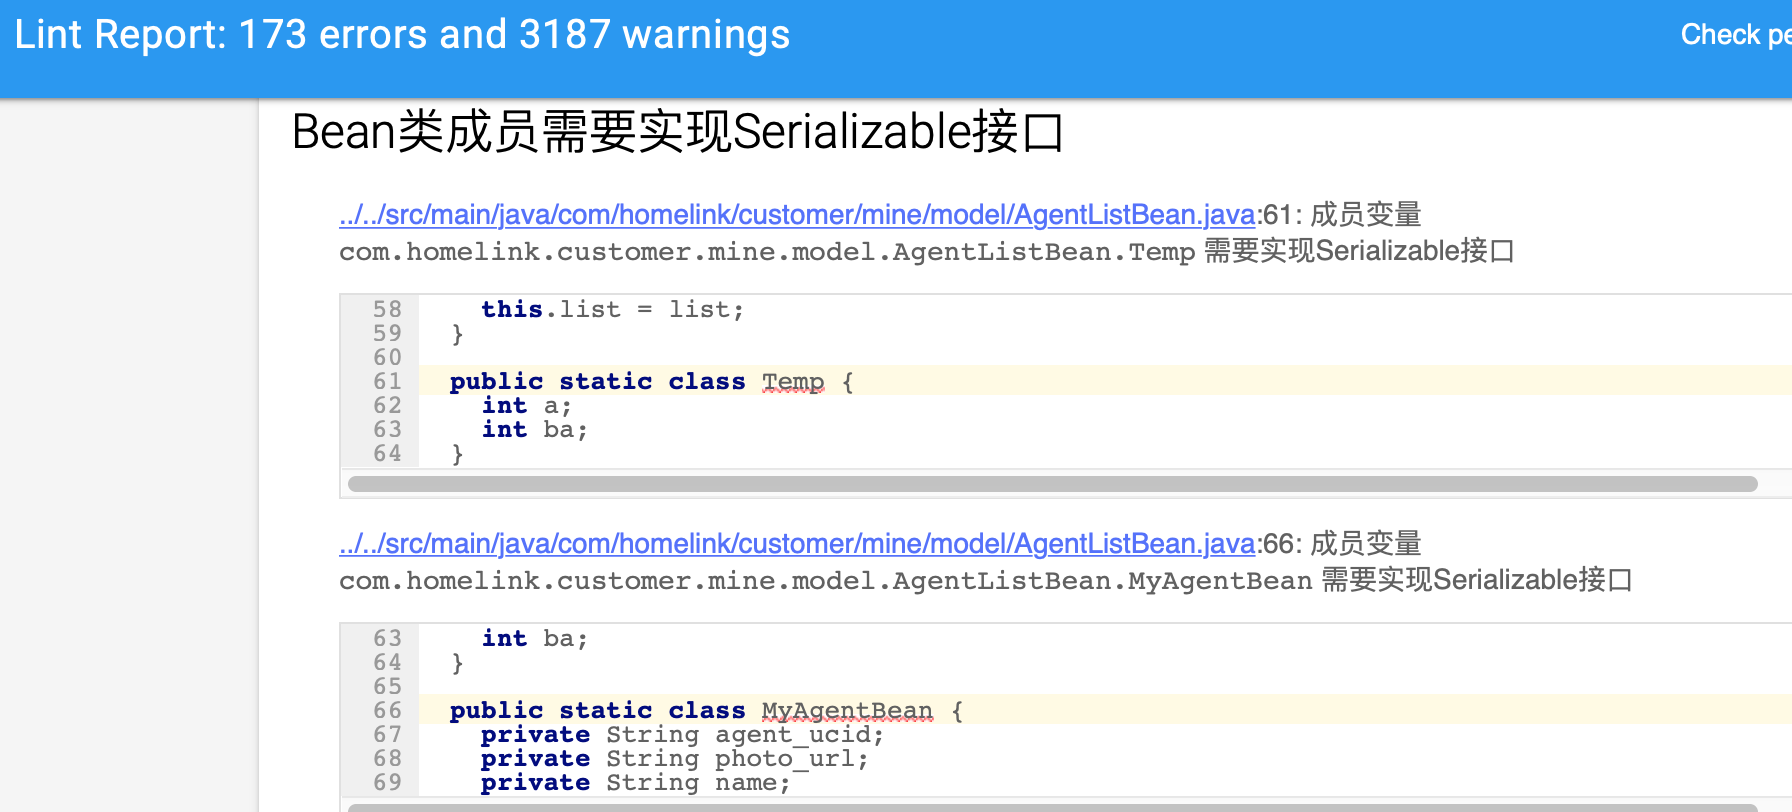 Lint Report: 173 errors and 3187 warnings
Check pe
Bean类成员需要实现Serializable接口
../../src/main/java/com/homelink/customer/mine/model/AgentListBean.java:61: 成员变量
com.homelink.customer.mine.model.AgentListBean.Temp 需要实现Serializable接口
58 this.list = list;
59 }
60
61 public static class Temp {
62 int a;
63 int ba;
64 }
../../src/main/java/com/homelink/customer/mine/model/AgentListBean.java:66: 成员变量
com.homelink.customer.mine.model.AgentListBean.MyAgentBean 需要实现Serializable接口
63 int ba;
64 }
65
66 public static class MyAgentBean {
67 private String agent_ucid;
68 private String photo_url;
69 private String name;